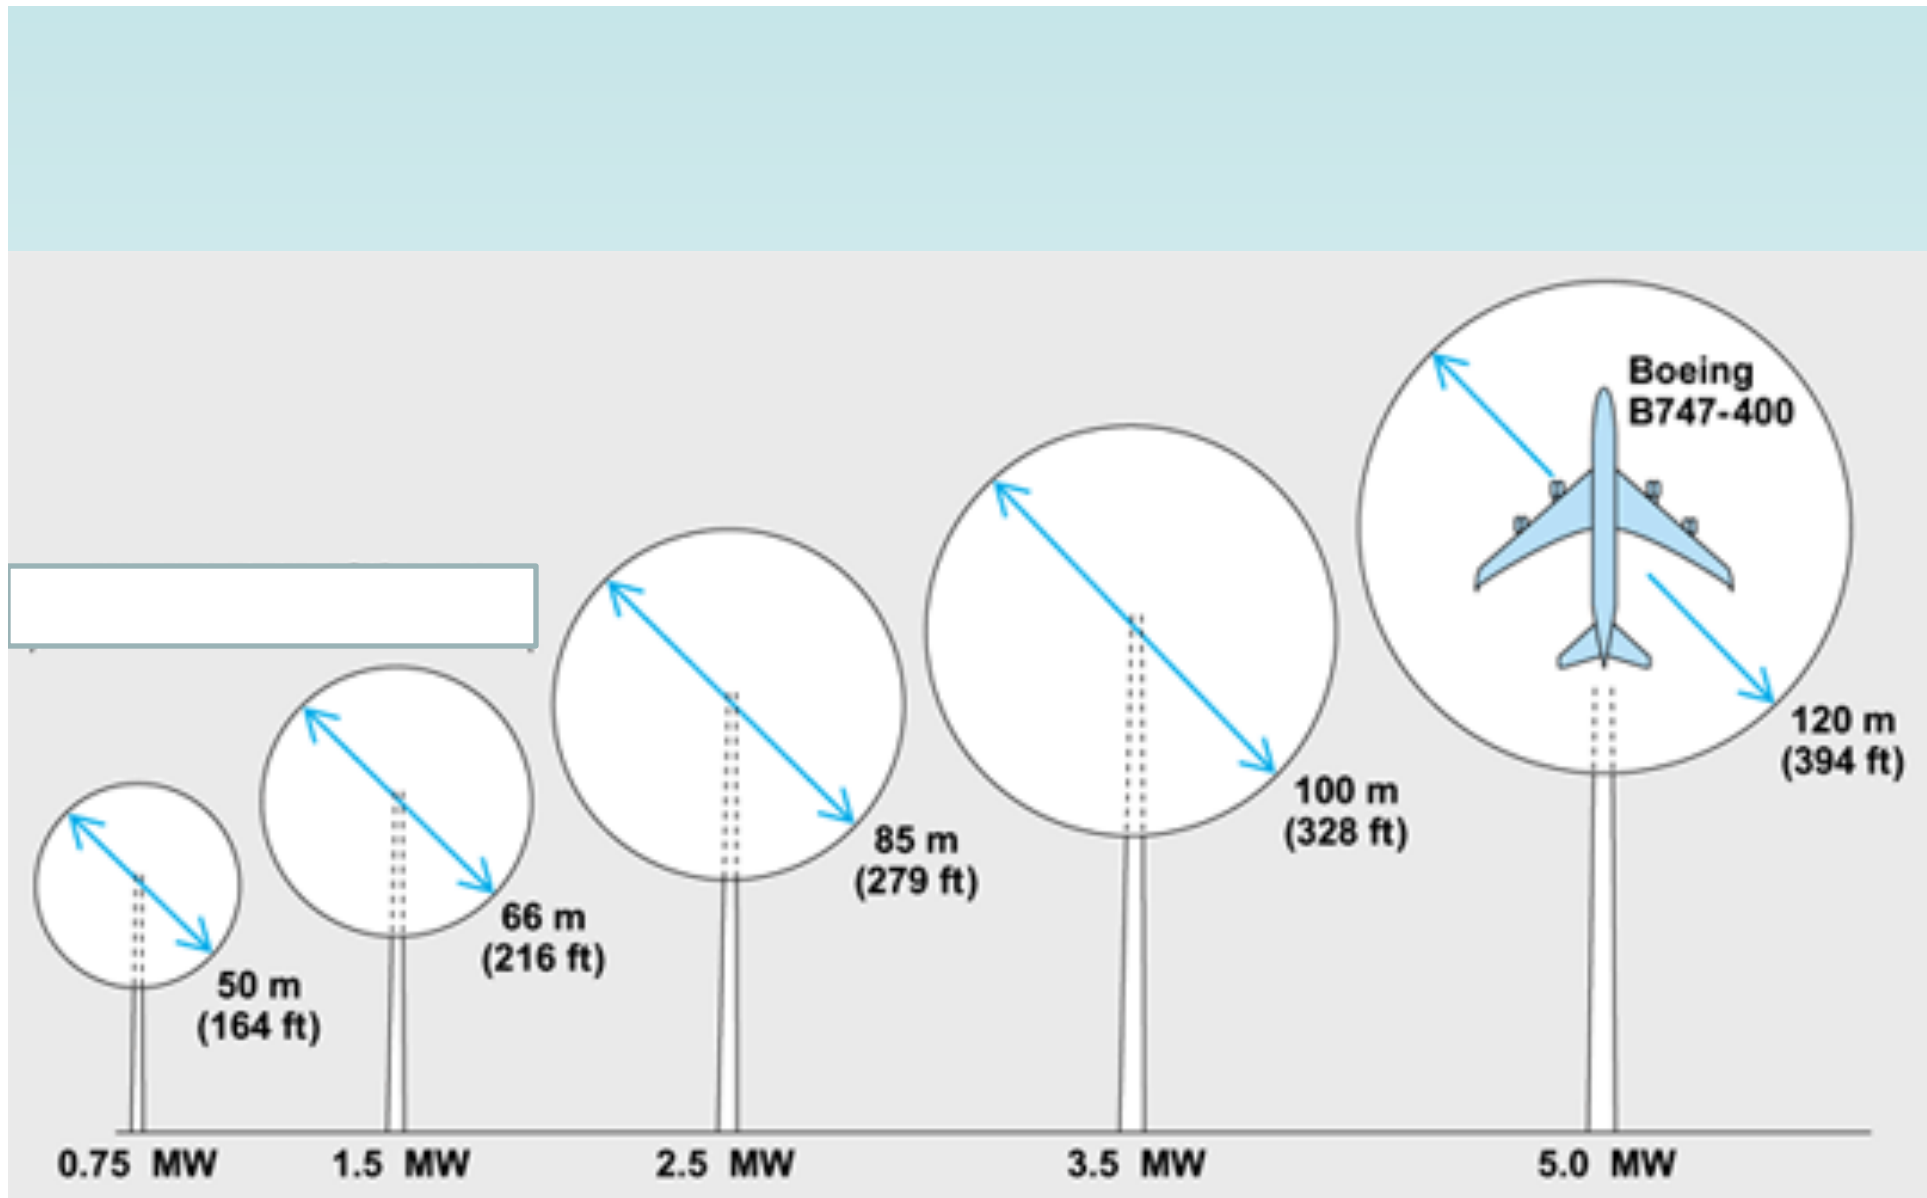 Boeing
B747-400
120 m
(394 ft)
100 m
(328 ft)
85 m
(279 ft)
66 m
(216 ft)
50 m
(164 ft)
0.75 MW
1.5 MW
2.5 MW
3.5 MW
5.0 MW